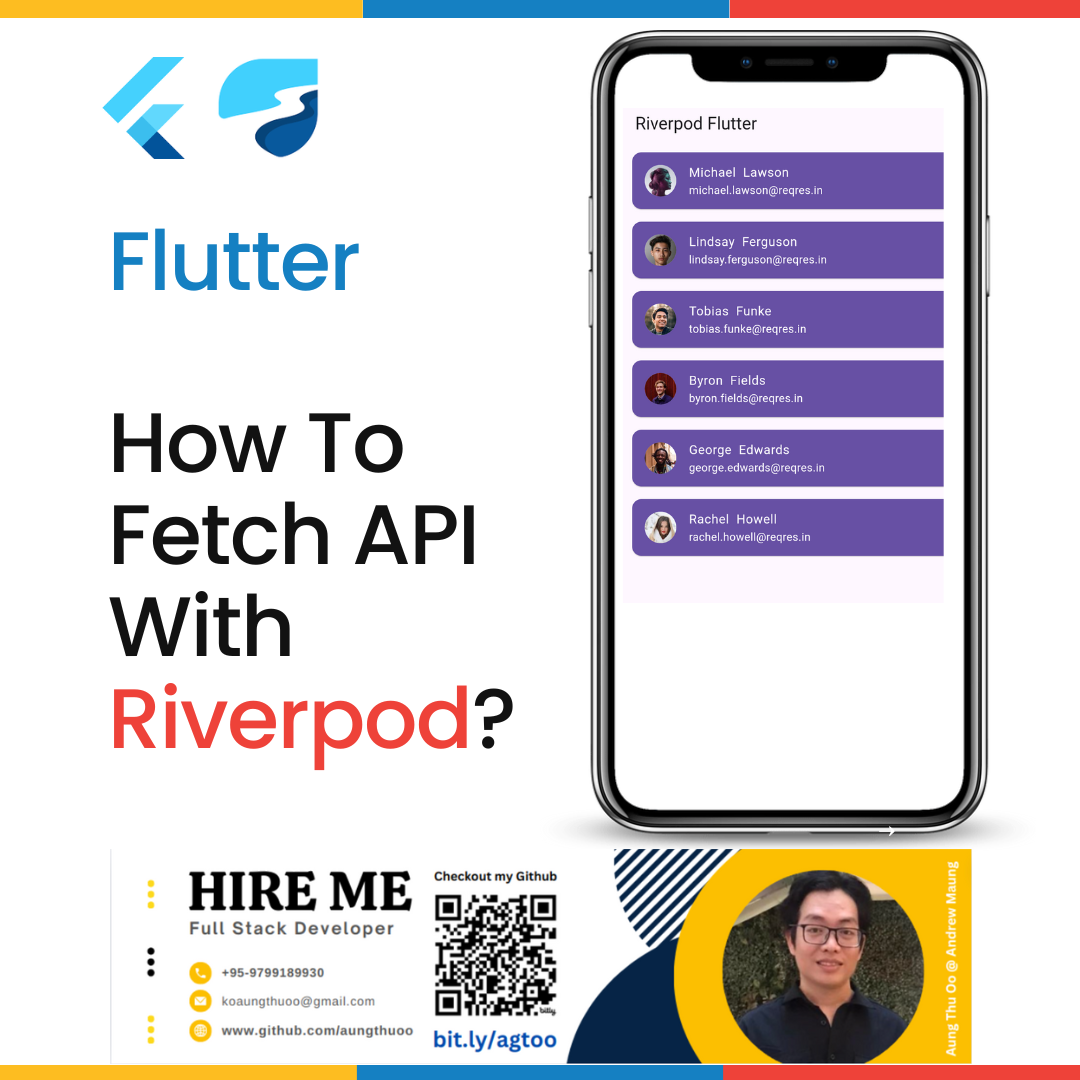 Flutter
How To
Fetch API
With
Riverpod?
Riverpod Flutter
Michael Lawson
michael.lawson@reqres.in
Lindsay Ferguson
lindsay.ferguson@reqres.in
Tobias Funke
tobias.funke@reqres.in
Byron Fields
byron.fields@reqres.in
George Edwards
george.edwards@reqres.in
Rachel Howell
rachel.howell@reqres.in
HIRE ME
Full Stack Developer
+95-9799189930
koaungthuoo@gmail.com
www.github.com/aungthuoo
Checkout my Github
bitly
bit.ly/agtoo
Aung Thu Oo @ Andrew Maung